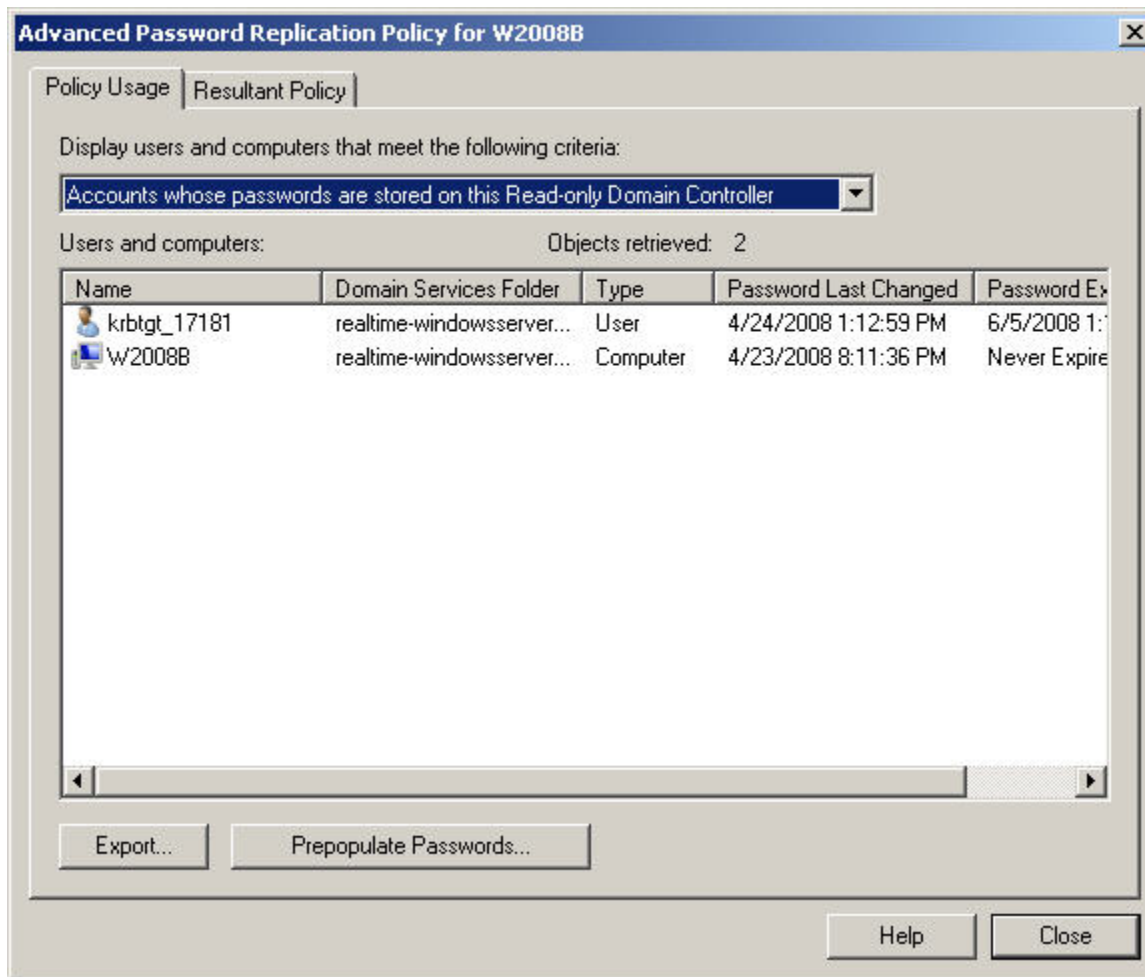 Advanced Password Replication Policy for W2008B
Policy Usage Resultant Policy
Display users and computers that meet the following criteria:
Accounts whose passwords are stored on this Read-only Domain Controller
Users and computers: Objects retrieved: 2
Name Domain Services Folder Type Password Last Changed Password Ex
krbtgt_17181 realtime-windowsserver... User 4/24/2008 1:12:59 PM 6/5/2008 1:1
W2008B realtime-windowsserver... Computer 4/23/2008 8:11:36 PM Never Expire
Export... Prepopulate Passwords...
Help Close